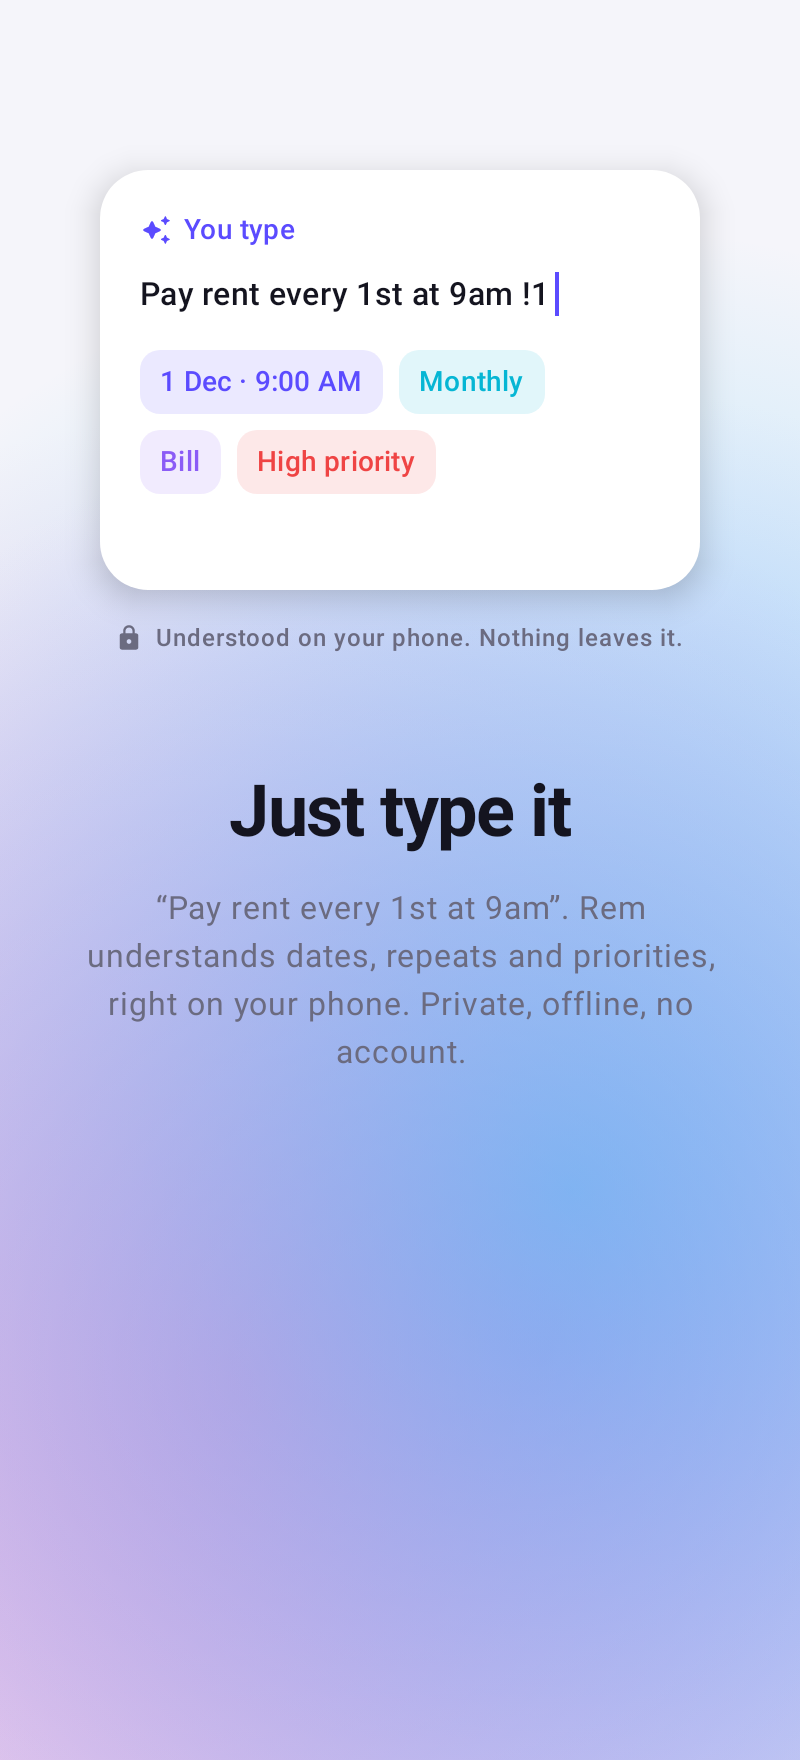 You type
Pay rent every 1st at 9am !1
1 Dec · 9:00 AM
Monthly
Bill
High priority
Understood on your phone. Nothing leaves it.
Just type it
“Pay rent every 1st at 9am”. Rem
understands dates, repeats and priorities,
right on your phone. Private, offline, no
account.